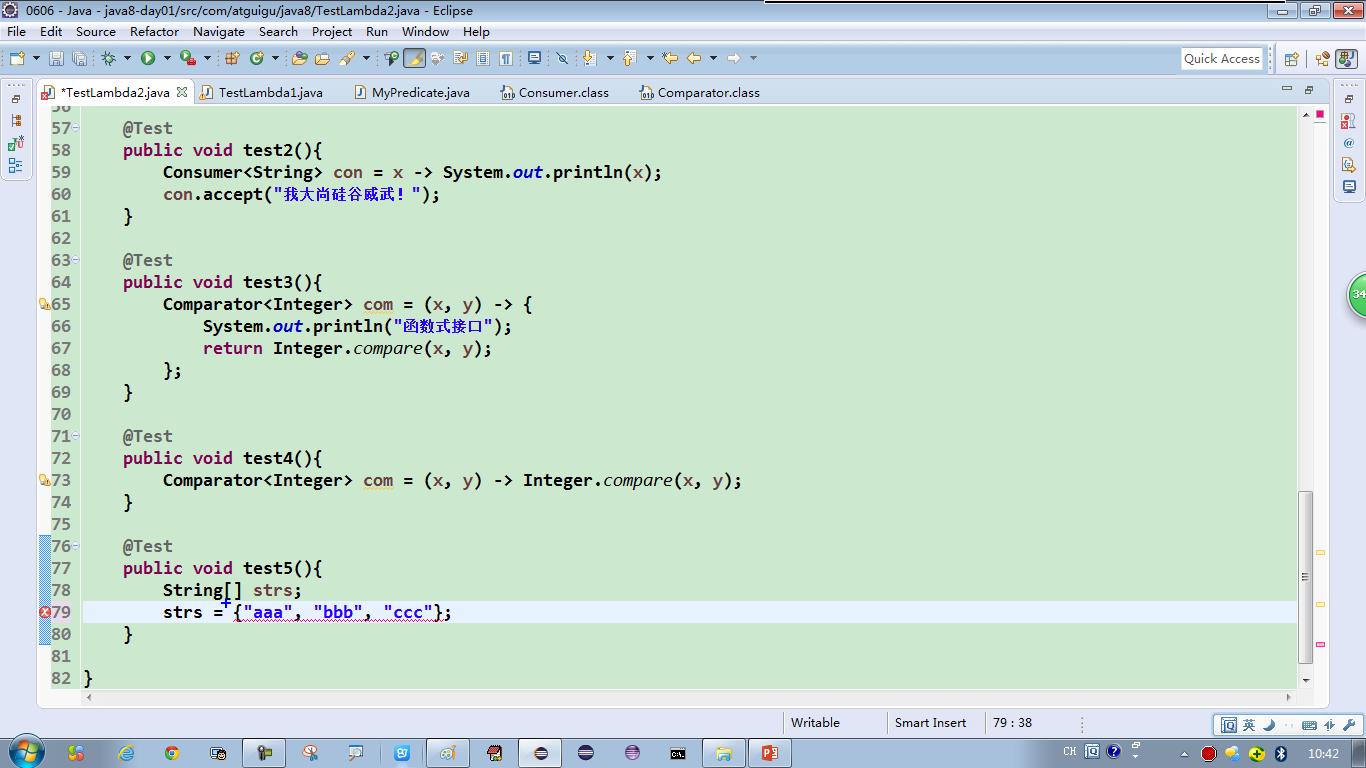 0606 - Java - java8-day01/src/com/atguigu/java8/TestLambda2.java - Eclipse
File Edit Source Refactor Navigate Search Project Run Window Help
Quick Access
*TestLambda2.java TestLambda1.java MyPredicate.java Consumer.class Comparator.class
56
57 @Test
58 public void test2(){
59 Consumer<String> con = x -> System.out.println(x);
60 con.accept("我大尚硅谷威武！");
61 }
62
63 @Test
64 public void test3(){
65 Comparator<Integer> com = (x, y) -> {
66 System.out.println("函数式接口");
67 return Integer.compare(x, y);
68 };
69 }
70
71 @Test
72 public void test4(){
73 Comparator<Integer> com = (x, y) -> Integer.compare(x, y);
74 }
75
76 @Test
77 public void test5(){
78 String[] strs;
79 strs = {"aaa", "bbb", "ccc"};
80 }
81
82 }
34
Writable Smart Insert 79 : 38
英
CH 10:42